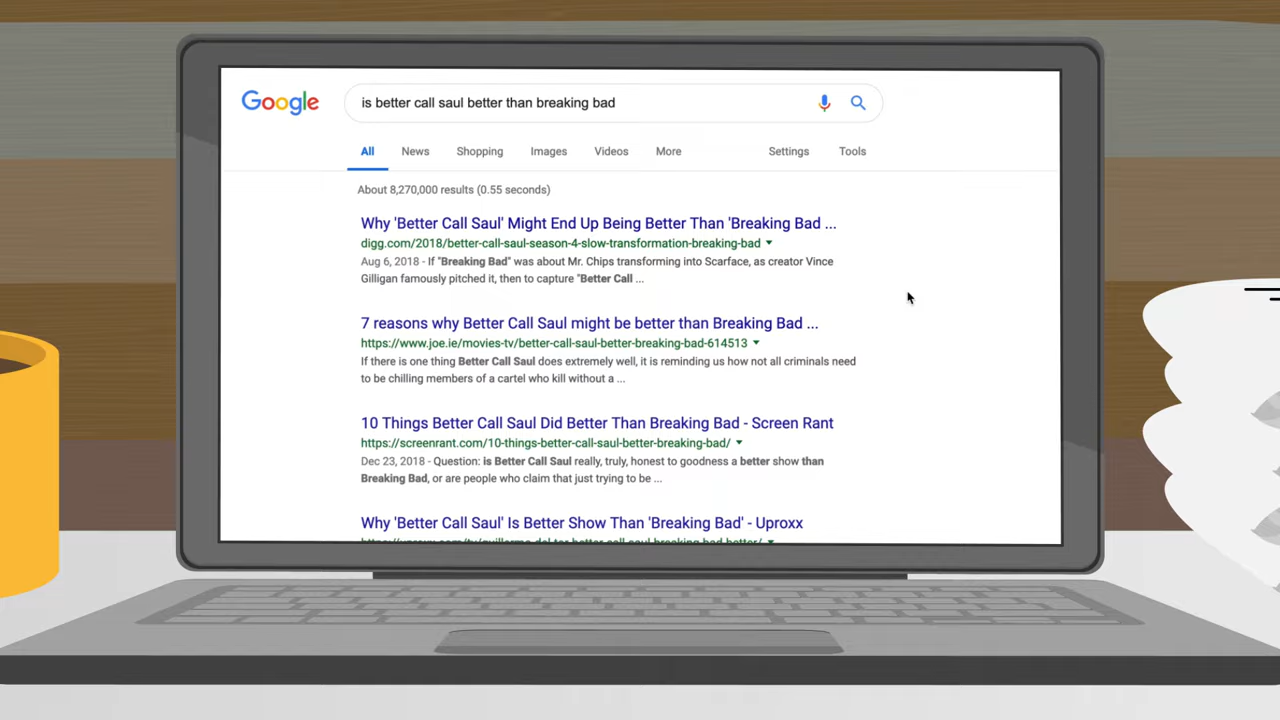 Google
is better call saul better than breaking bad
All News Shopping Images Videos More Settings Tools
About 8,270,000 results (0.55 seconds)
Why 'Better Call Saul' Might End Up Being Better Than 'Breaking Bad ...
digg.com/2018/better-call-saul-season-4-slow-transformation-breaking-bad
Aug 6, 2018 - If "Breaking Bad" was about Mr. Chips transforming into Scarface, as creator Vince
Gilligan famously pitched it, then to capture "Better Call ...
7 reasons why Better Call Saul might be better than Breaking Bad ...
https://www.joe.ie/movies-tv/better-call-saul-better-breaking-bad-614513
If there is one thing Better Call Saul does extremely well, it is reminding us how not all criminals need
to be chilling members of a cartel who kill without a ...
10 Things Better Call Saul Did Better Than Breaking Bad - Screen Rant
https://screenrant.com/10-things-better-call-saul-better-breaking-bad/
Dec 23, 2018 - Question: is Better Call Saul really, truly, honest to goodness a better show than
Breaking Bad, or are people who claim that just trying to be ...
Why 'Better Call Saul' Is Better Show Than 'Breaking Bad' - Uproxx